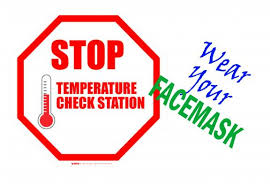 STOP
TEMPERATURE
CHECK STATION
Wear
Your
FACEMASK